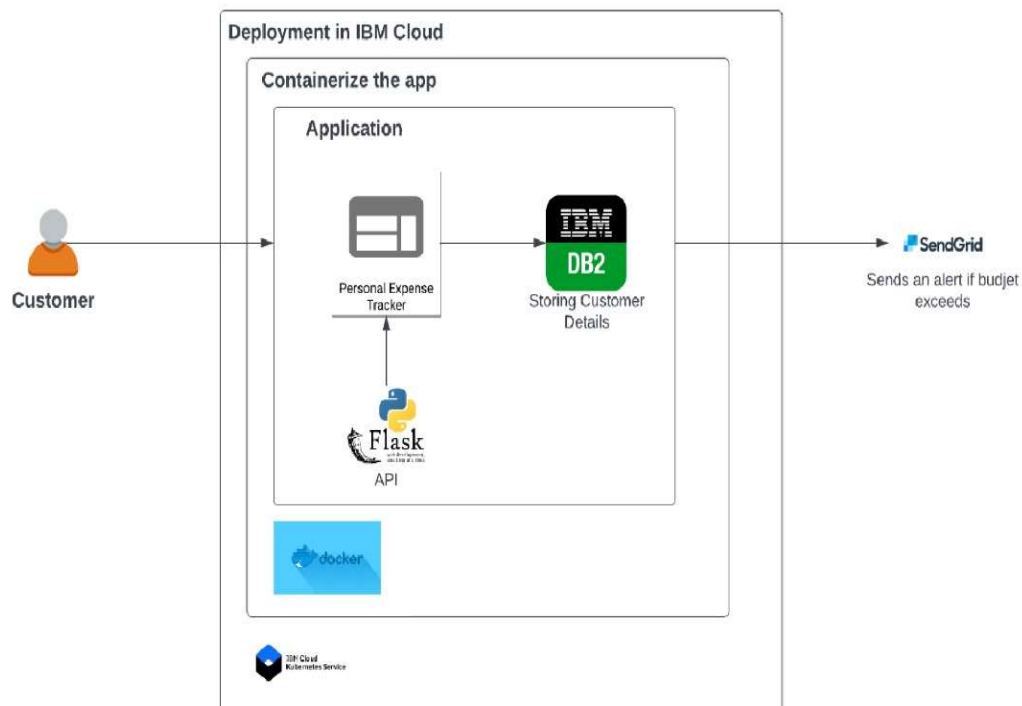 Deployment in IBM Cloud
Containerize the app
Application
Customer
Personal Expense
Tracker
IBM
DB2
Storing Customer
Details
SendGrid
Sends an alert if budjet
exceeds
Flask
API
docker
IBM Cloud
Kubernetes Service